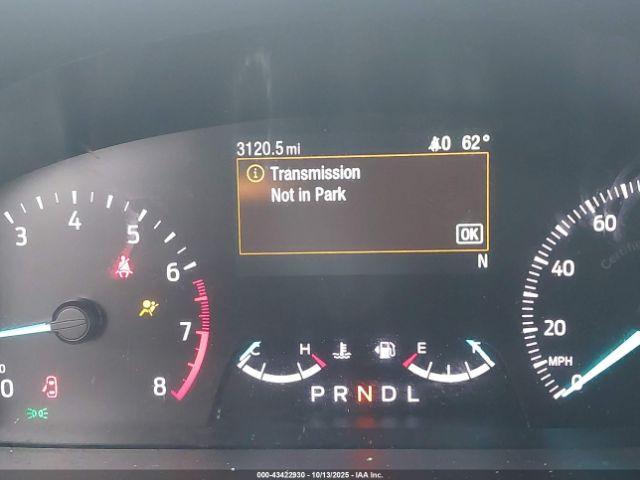 3120.5 mi
0 62°
Transmission
Not in Park
OK
N
3 4 5 6 7 8
0
C H E F
P R N D L
60
40
20
MPH
0
000-43422930 - 10/13/2025 - IAA Inc.